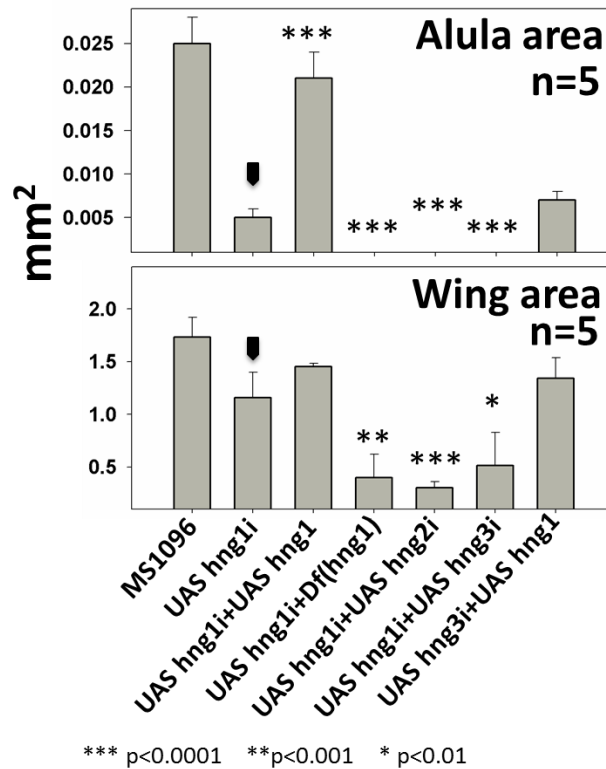 Alula area
n=5
***
0.025
0.020
0.015
0.010
0.005
***
***
***
mm²
Wing area
n=5
2.0
1.5
1.0
0.5
**
***
*
MS1096
UAS hng1i
UAS hng1i+UAS hng1
UAS hng1i+Df(hng1)
UAS hng1i+UAS hng2i
UAS hng1i+UAS hng3i
UAS hng3i+UAS hng1
*** p<0.0001 **p<0.001 * p<0.01